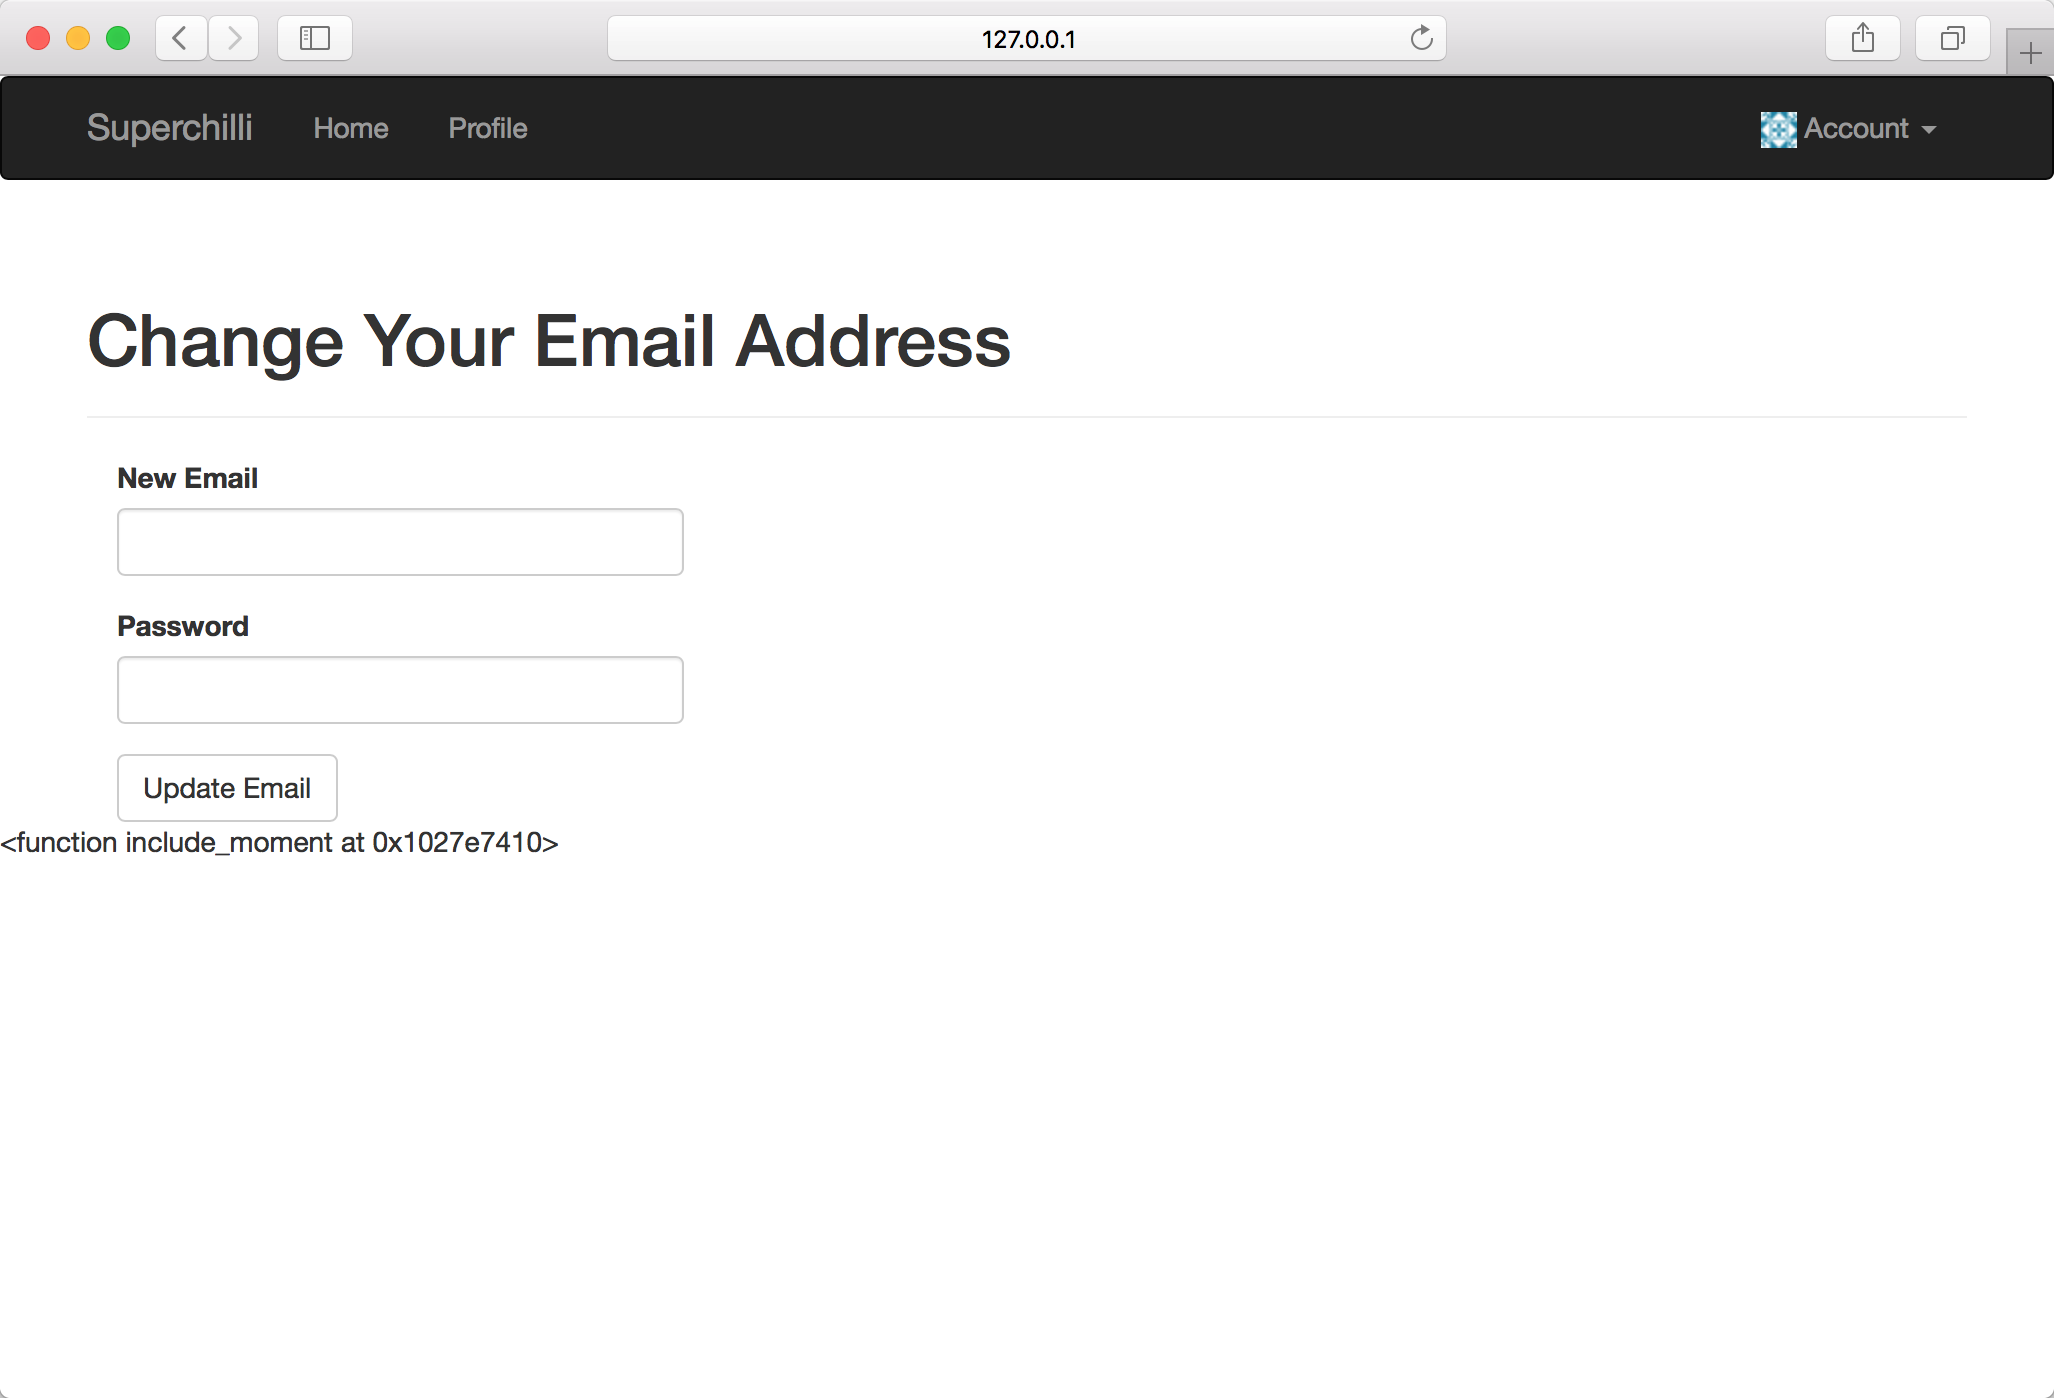 127.0.0.1
Superchilli Home Profile Account
Change Your Email Address
New Email
Password
Update Email
<function include_moment at 0x1027e7410>